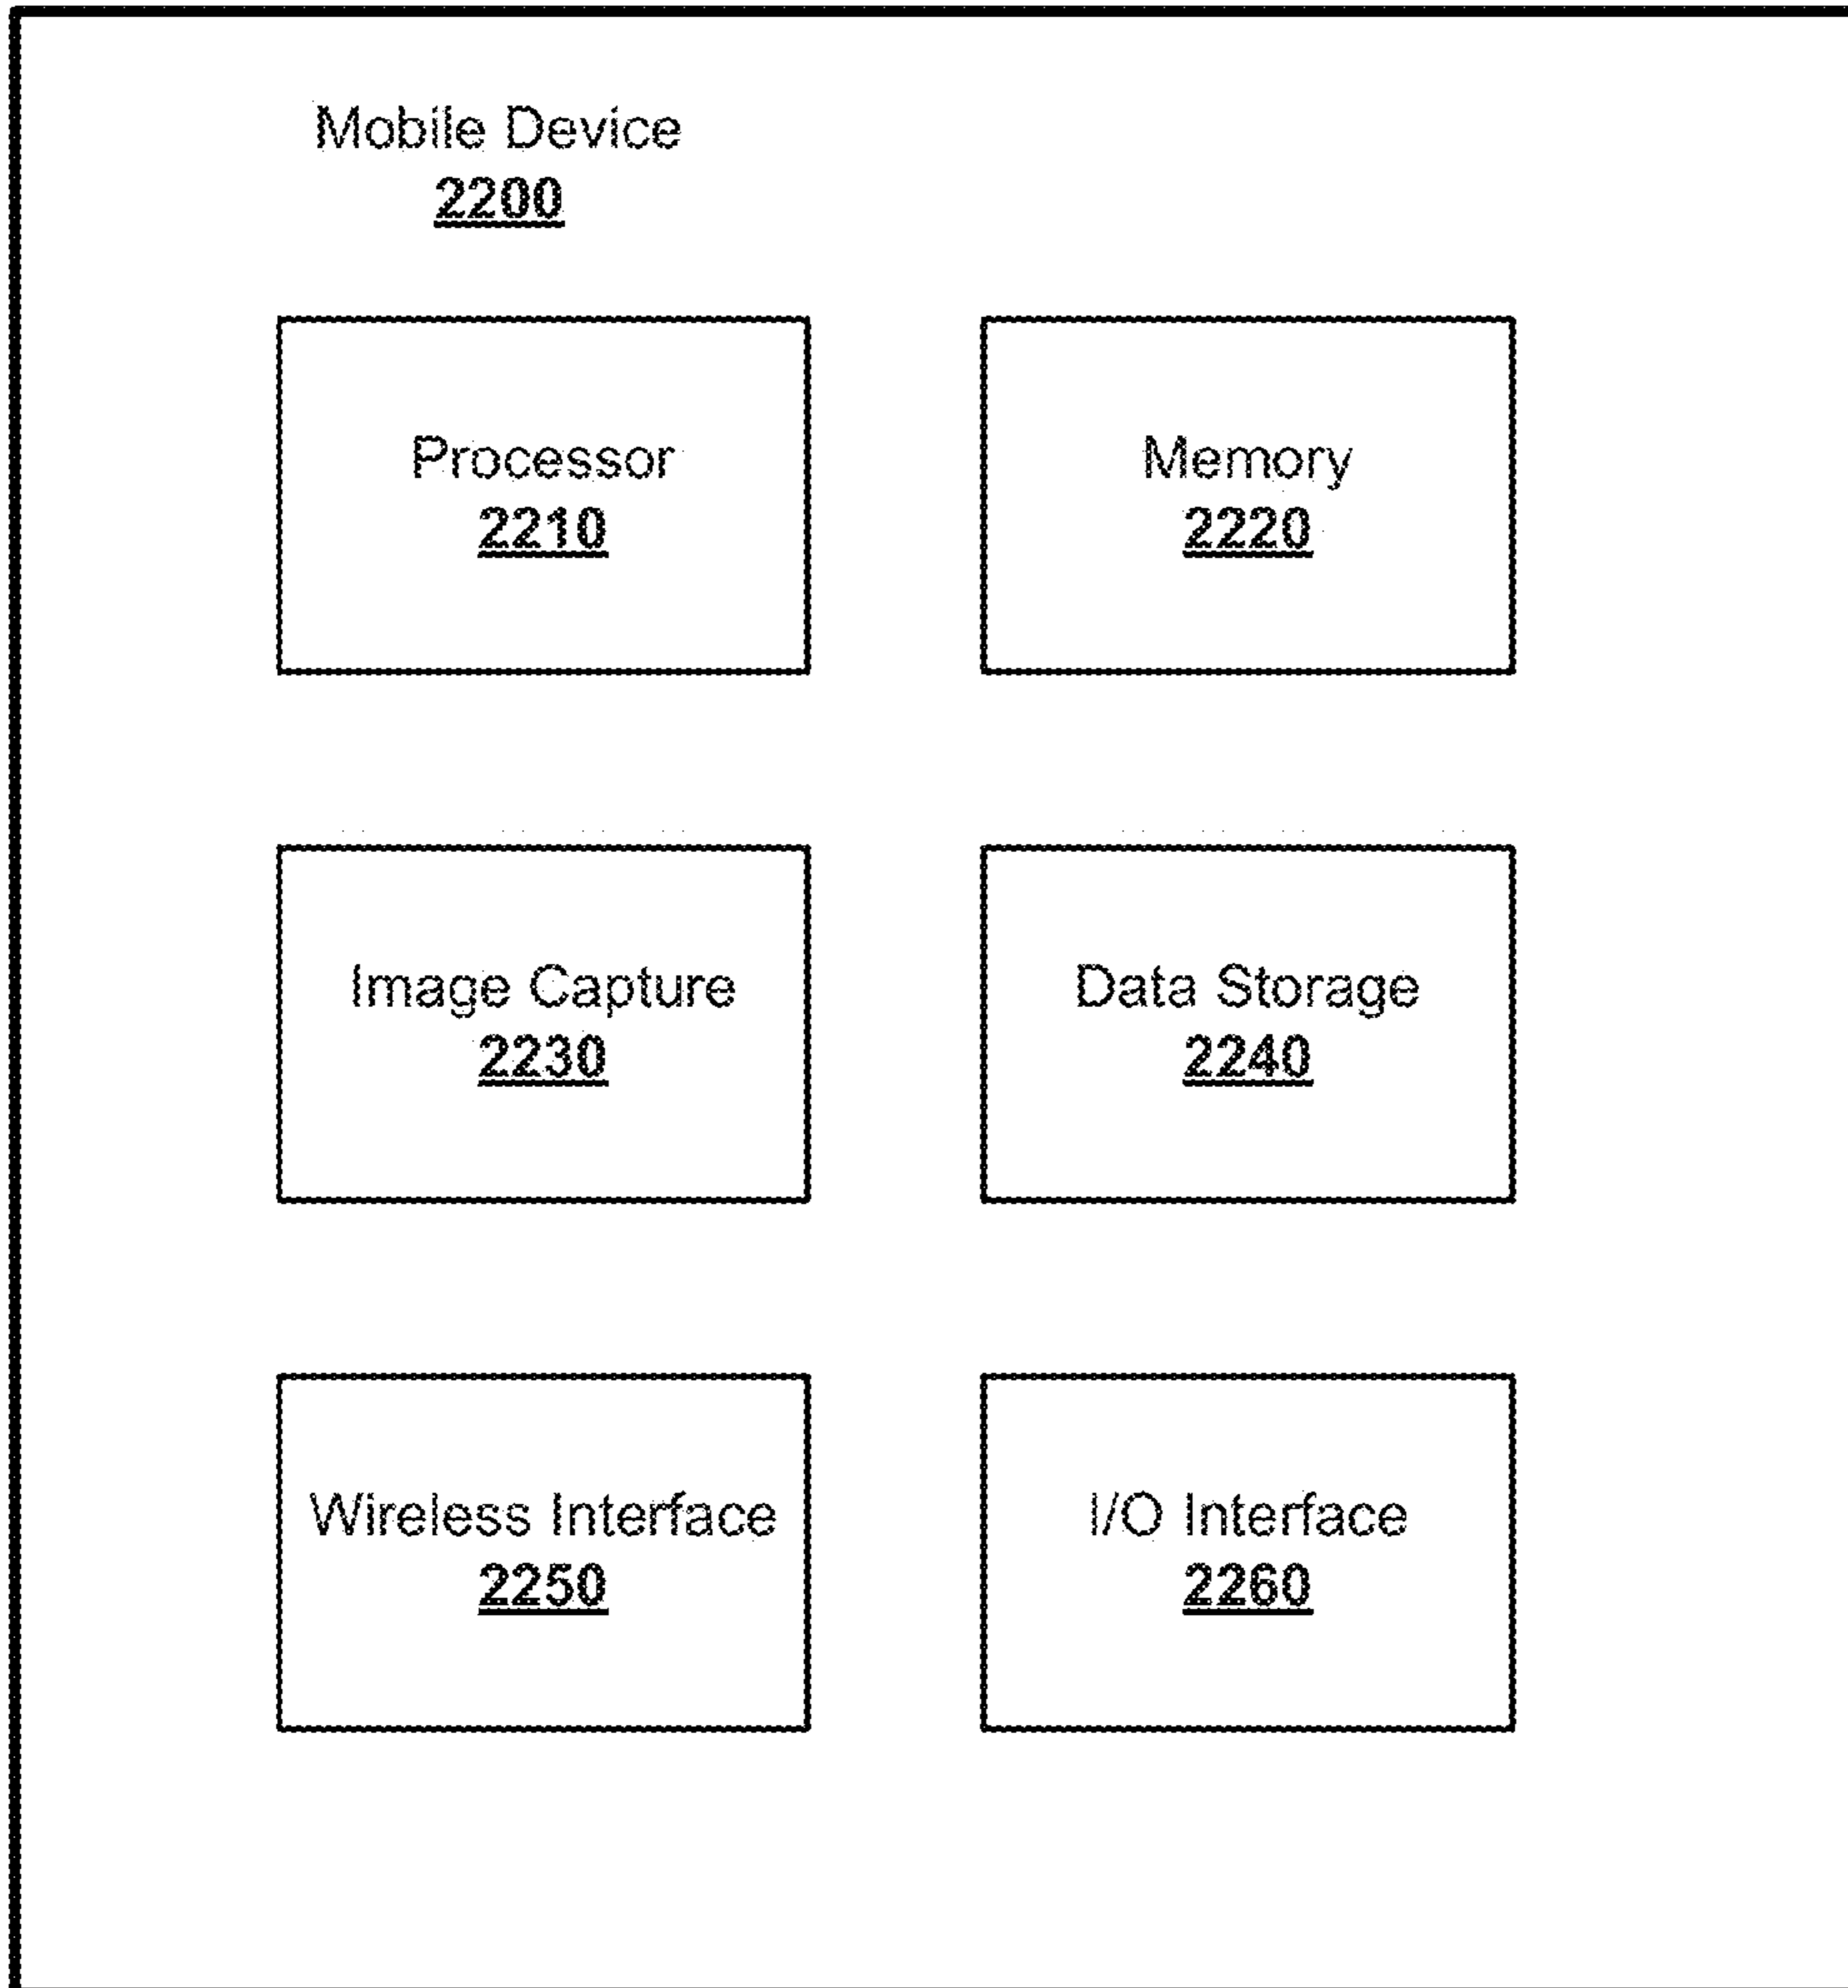 Mobile Device
2200
Processor
2210
Memory
2220
Image Capture
2230
Data Storage
2240
Wireless Interface
2250
I/O Interface
2260